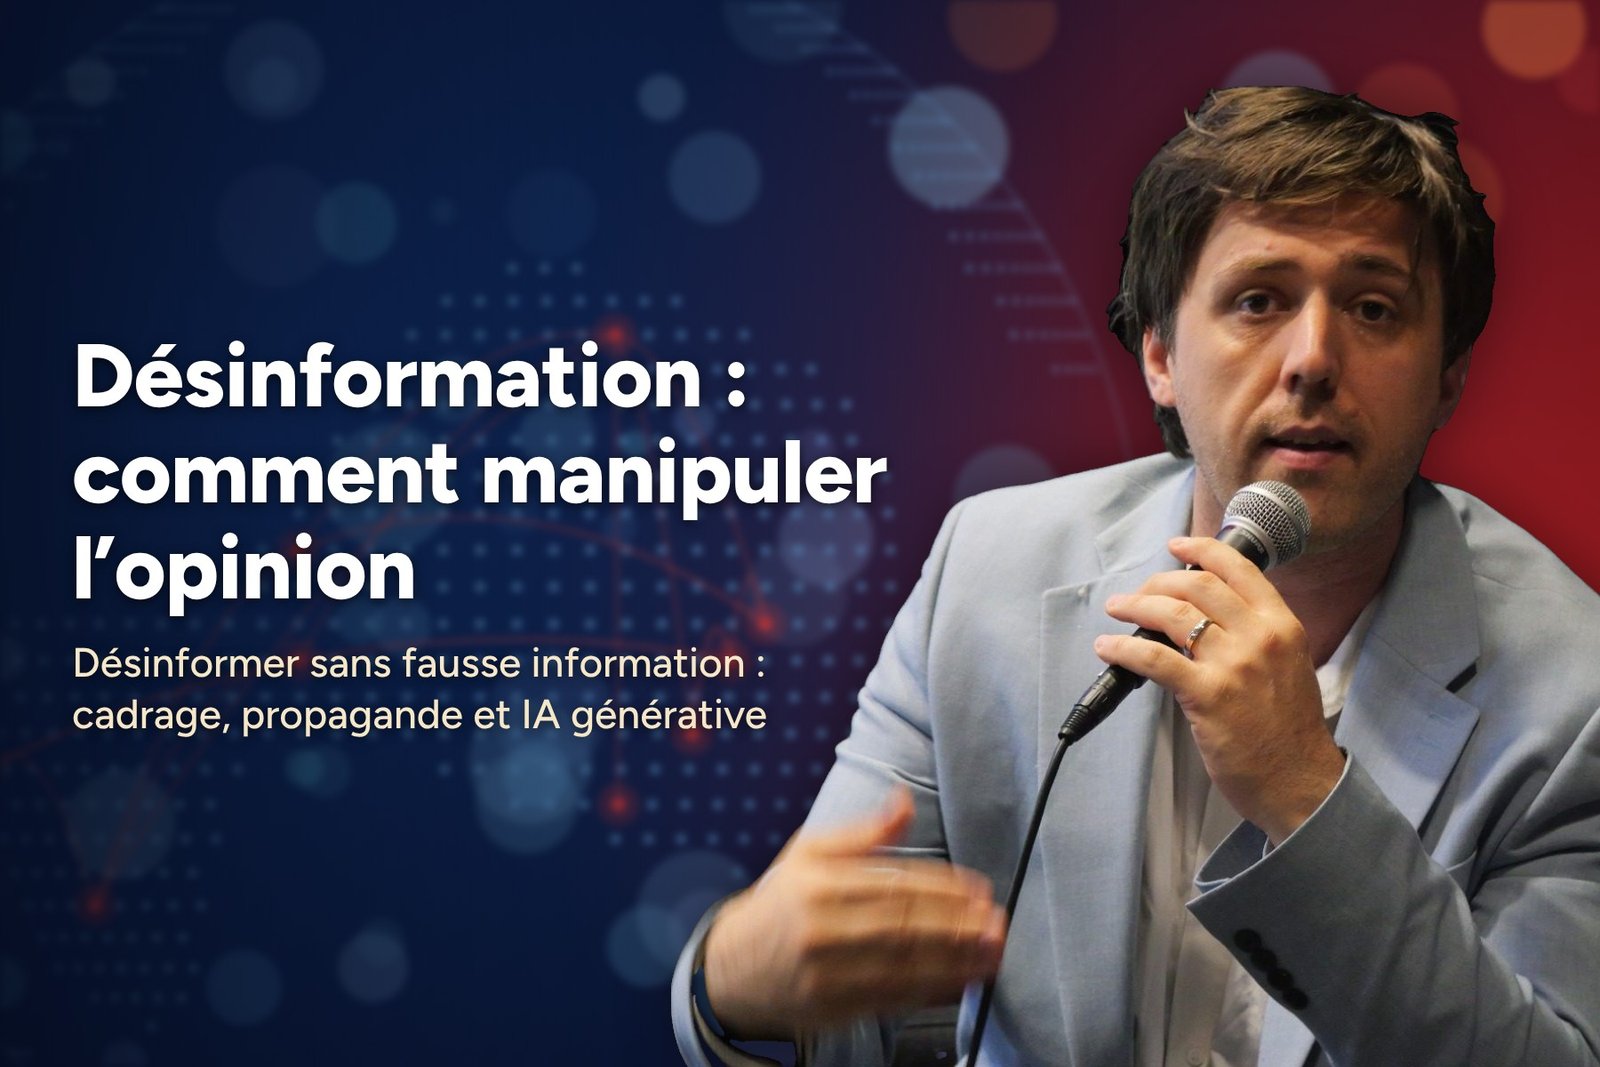 Désinformation :
comment manipuler
l’opinion
Désinformer sans fausse information :
cadrage, propagande et IA générative